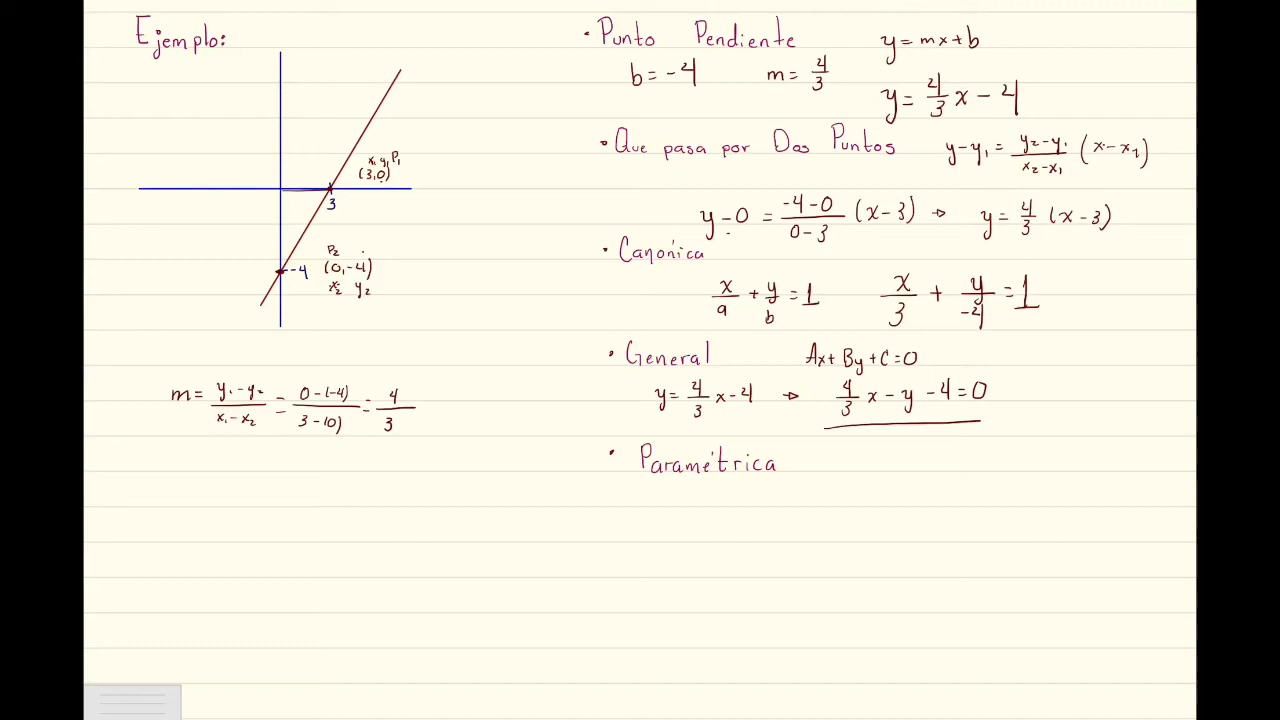 Ejemplo:
x₁ y₁ P₁
(3,0)
3
-4
P₂
(0,-4)
x₂ y₂
m = y₁-y₂/x₁-x₂ = 0-(-4)/3-(0) = 4/3
• Punto Pendiente y = mx+b
b = -4 m = 4/3
y = 4/3 x - 4
• Que pasa por Dos Puntos y-y₁ = y₂-y₁/x₂-x₁ (x-x₁)
y-0 = -4-0/0-3 (x-3) → y = 4/3 (x-3)
• Canónica
x/a + y/b = 1 x/3 + y/-4 = 1
• General Ax+By+C=0
y = 4/3 x-4 → 4/3 x - y - 4 = 0
• Paramétrica